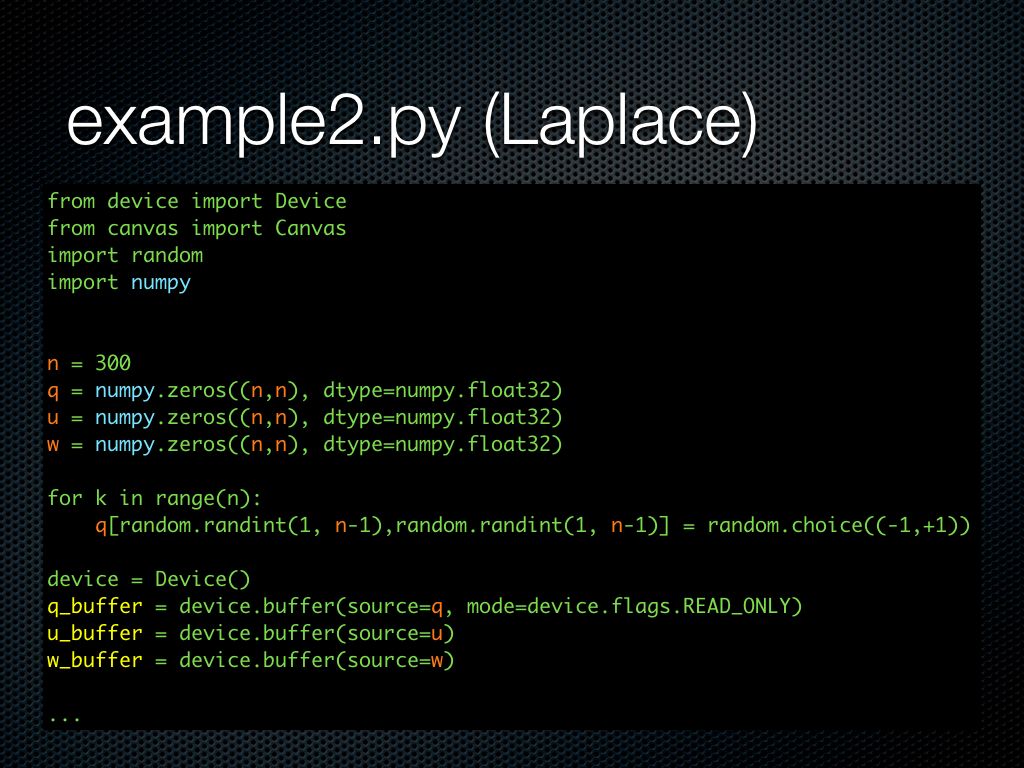 example2.py (Laplace)
from device import Device
from canvas import Canvas
import random
import numpy
n = 300
q = numpy.zeros((n,n), dtype=numpy.float32)
u = numpy.zeros((n,n), dtype=numpy.float32)
w = numpy.zeros((n,n), dtype=numpy.float32)
for k in range(n):
    q[random.randint(1, n-1),random.randint(1, n-1)] = random.choice((-1,+1))
device = Device()
q_buffer = device.buffer(source=q, mode=device.flags.READ_ONLY)
u_buffer = device.buffer(source=u)
w_buffer = device.buffer(source=w)
...